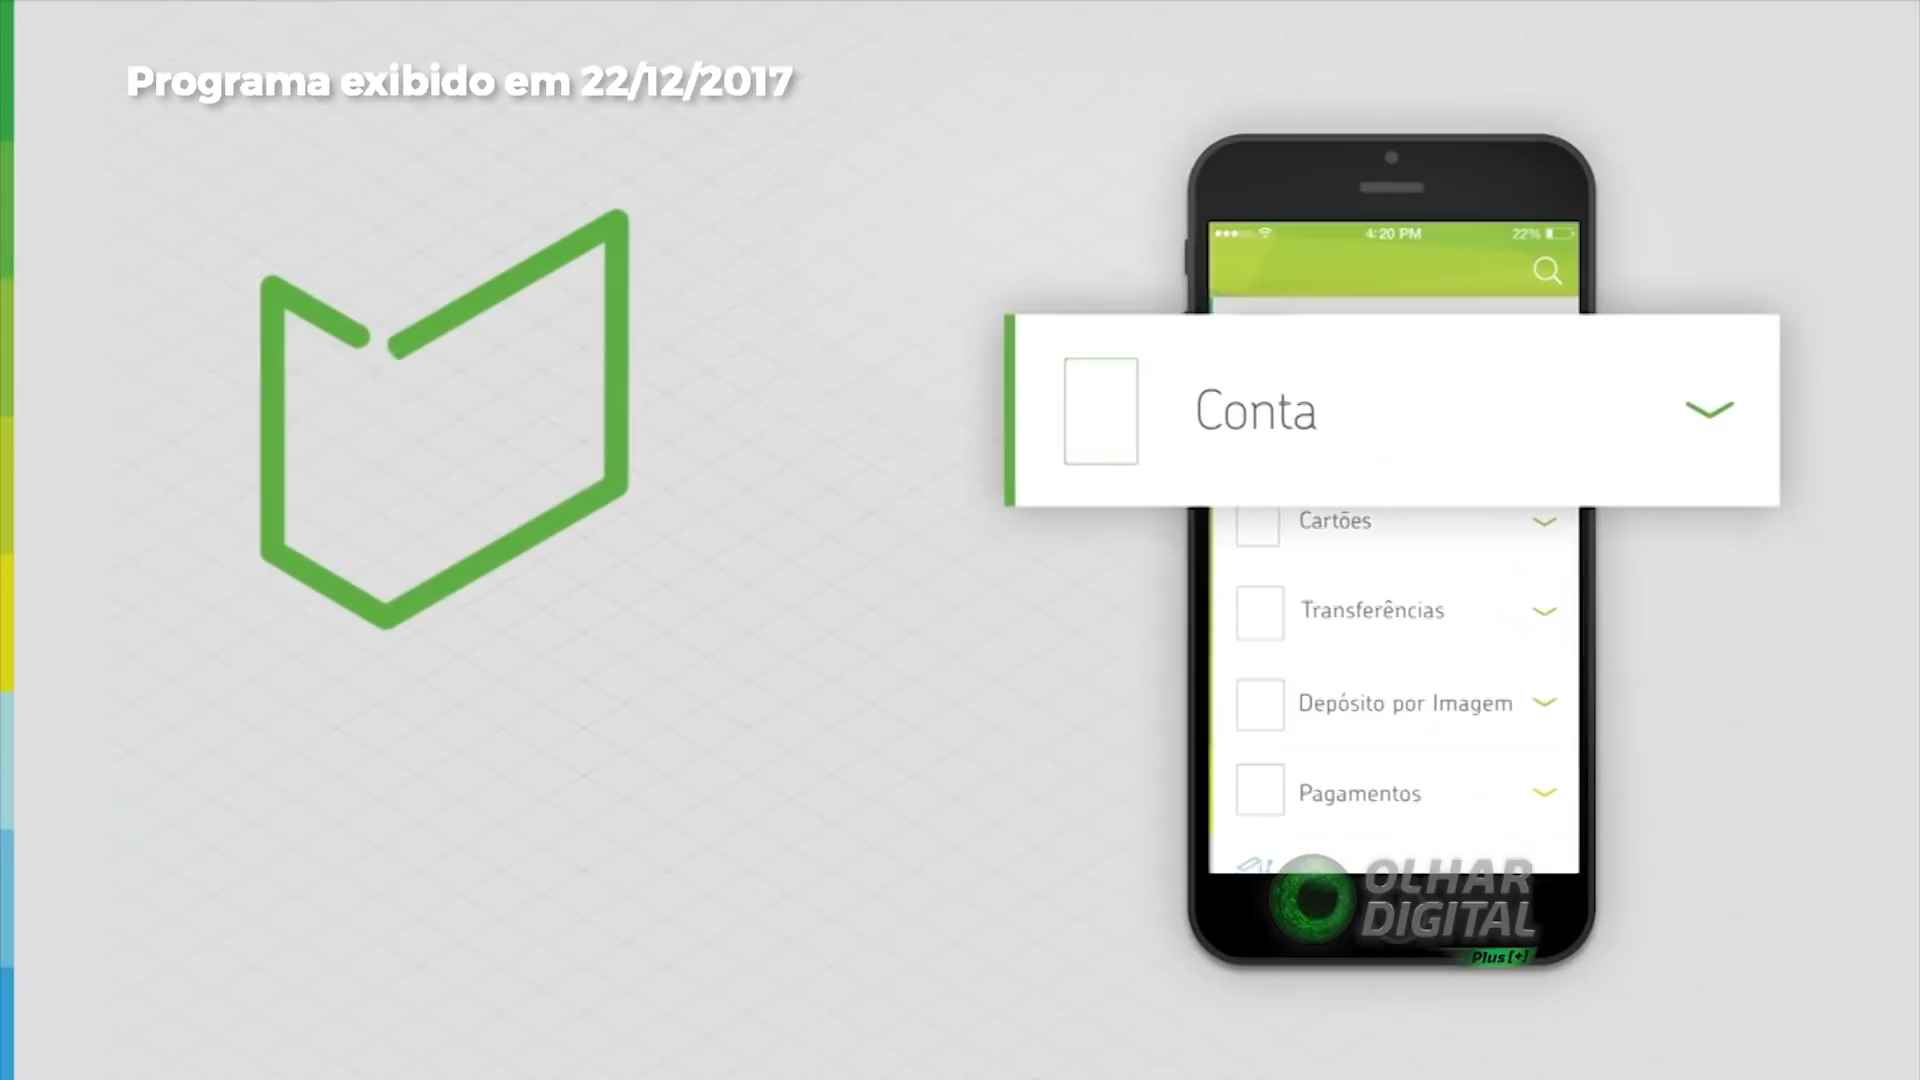 Programa exibido em 22/12/2017
4:20 PM
22%
Conta
Cartões
Transferências
Depósito por Imagem
Pagamentos
OLHAR
DIGITAL
Plus [+]